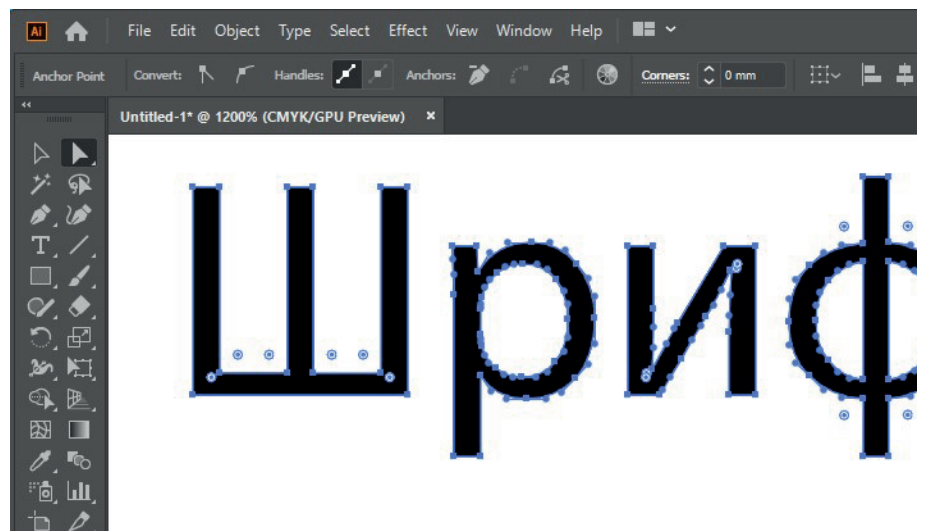 Ai File Edit Object Type Select Effect View Window Help
Anchor Point Convert: Handles: Anchors: Corners: 0 mm
Untitled-1* @ 1200% (CMYK/GPU Preview) ×
Шриф